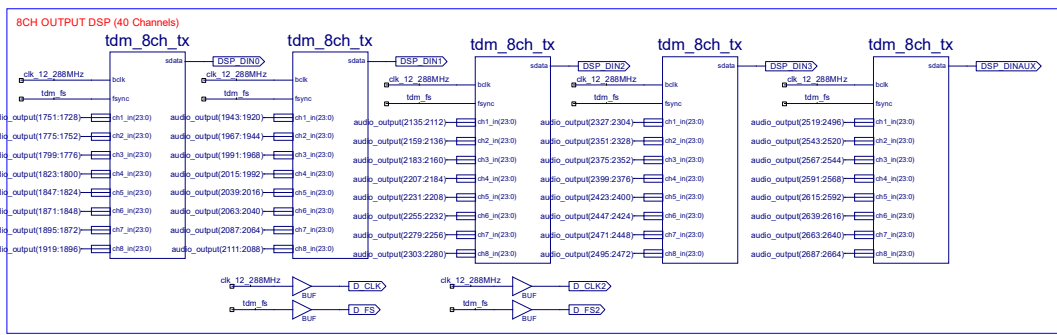 8CH OUTPUT DSP (40 Channels)
tdm_8ch_tx
sdata
DSP_DIN0
clk_12_288MHz
bclk
tdm_fs
fsync
dio_output(1751:1728)
ch1_in(23:0)
dio_output(1775:1752)
ch2_in(23:0)
dio_output(1799:1776)
ch3_in(23:0)
dio_output(1823:1800)
ch4_in(23:0)
dio_output(1847:1824)
ch5_in(23:0)
dio_output(1871:1848)
ch6_in(23:0)
dio_output(1895:1872)
ch7_in(23:0)
dio_output(1919:1896)
ch8_in(23:0)
tdm_8ch_tx
sdata
DSP_DIN1
clk_12_288MHz
bclk
tdm_fs
fsync
audio_output(1943:1920)
ch1_in(23:0)
audio_output(1967:1944)
ch2_in(23:0)
audio_output(1991:1968)
ch3_in(23:0)
audio_output(2015:1992)
ch4_in(23:0)
audio_output(2039:2016)
ch5_in(23:0)
audio_output(2063:2040)
ch6_in(23:0)
audio_output(2087:2064)
ch7_in(23:0)
audio_output(2111:2088)
ch8_in(23:0)
tdm_8ch_tx
sdata
DSP_DIN2
clk_12_288MHz
bclk
tdm_fs
fsync
audio_output(2135:2112)
ch1_in(23:0)
audio_output(2159:2136)
ch2_in(23:0)
audio_output(2183:2160)
ch3_in(23:0)
audio_output(2207:2184)
ch4_in(23:0)
audio_output(2231:2208)
ch5_in(23:0)
audio_output(2255:2232)
ch6_in(23:0)
audio_output(2279:2256)
ch7_in(23:0)
audio_output(2303:2280)
ch8_in(23:0)
tdm_8ch_tx
sdata
DSP_DIN3
clk_12_288MHz
bclk
tdm_fs
fsync
audio_output(2327:2304)
ch1_in(23:0)
audio_output(2351:2328)
ch2_in(23:0)
audio_output(2375:2352)
ch3_in(23:0)
audio_output(2399:2376)
ch4_in(23:0)
audio_output(2423:2400)
ch5_in(23:0)
audio_output(2447:2424)
ch6_in(23:0)
audio_output(2471:2448)
ch7_in(23:0)
audio_output(2495:2472)
ch8_in(23:0)
tdm_8ch_tx
sdata
DSP_DINAUX
clk_12_288MHz
bclk
tdm_fs
fsync
audio_output(2519:2496)
ch1_in(23:0)
audio_output(2543:2520)
ch2_in(23:0)
audio_output(2567:2544)
ch3_in(23:0)
audio_output(2591:2568)
ch4_in(23:0)
audio_output(2615:2592)
ch5_in(23:0)
audio_output(2639:2616)
ch6_in(23:0)
audio_output(2663:2640)
ch7_in(23:0)
audio_output(2687:2664)
ch8_in(23:0)
clk_12_288MHz
BUF
D_CLK
tdm_fs
BUF
D_FS
clk_12_288MHz
BUF
D_CLK2
tdm_fs
BUF
D_FS2